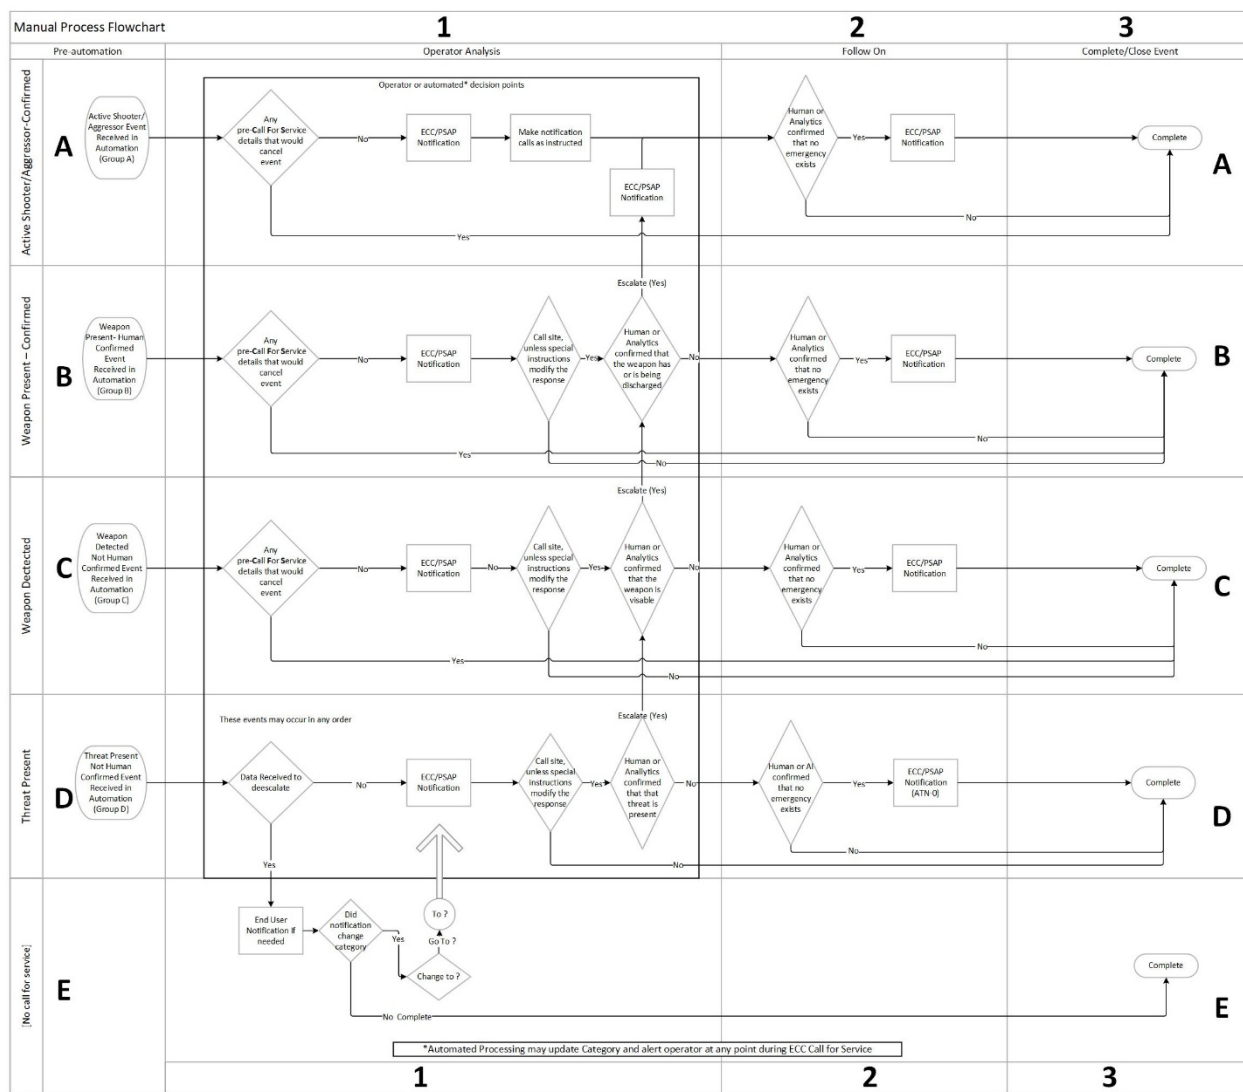 Manual Process Flowchart
1
2
3
Pre-automation
Operator Analysis
Follow On
Complete/Close Event
Active Shooter/Aggressor-Confirmed
A
Active Shooter/
Aggressor Event
Received in
Automation
(Group A)
Operator or automated* decision points
Any
pre-Call For Service
details that would
cancel
event
No
ECC/PSAP
Notification
Make notification
calls as instructed
ECC/PSAP
Notification
Human or
Analytics
confirmed
that no
emergency
exists
Yes
ECC/PSAP
Notification
Complete
A
No
Yes
Escalate (Yes)
Weapon Present – Confirmed
B
Weapon
Present- Human
Confirmed
Event
Received in
Automation
(Group B)
Any
pre-Call For Service
details that would
cancel
event
No
ECC/PSAP
Notification
Call site,
unless special
instructions
modify the
response
Yes
Human or
Analytics
confirmed that
the weapon has
or is being
discharged
No
Human or
Analytics
confirmed
that no
emergency
exists
Yes
ECC/PSAP
Notification
Complete
B
No
Yes
No
Escalate (Yes)
Weapon Dectected
C
Weapon
Detected
Not Human
Confirmed Event
Received in
Automation
(Group C)
Any
pre-Call For Service
details that would
cancel
event
No
ECC/PSAP
Notification
No
Call site,
unless special
instructions
modify the
response
Yes
Human or
Analytics
confirmed
that the
weapon is
visable
No
Human or
Analytics
confirmed
that no
emergency
exists
Yes
ECC/PSAP
Notification
Complete
C
No
Yes
No
Escalate (Yes)
Threat Present
D
These events may occur in any order
Threat Present
Not Human
Confirmed Event
Received in
Automation
(Group D)
Data Received to
deescalate
No
ECC/PSAP
Notification
Call site,
unless special
instructions
modify the
response
Yes
Human or
Anallytics
confirmed
that that
threat is
present
No
Human or AI
confirmed
that no
emergency
exists
Yes
ECC/PSAP
Notification
(ATN-0)
Complete
D
No
No
Yes
[No call for service]
E
End User
Notification If
needed
Did
notification
change
category
Yes
To ?
Go To ?
Change to ?
No Complete
Complete
E
*Automated Processing may update Category and alert operator at any point during ECC Call for Service
1
2
3